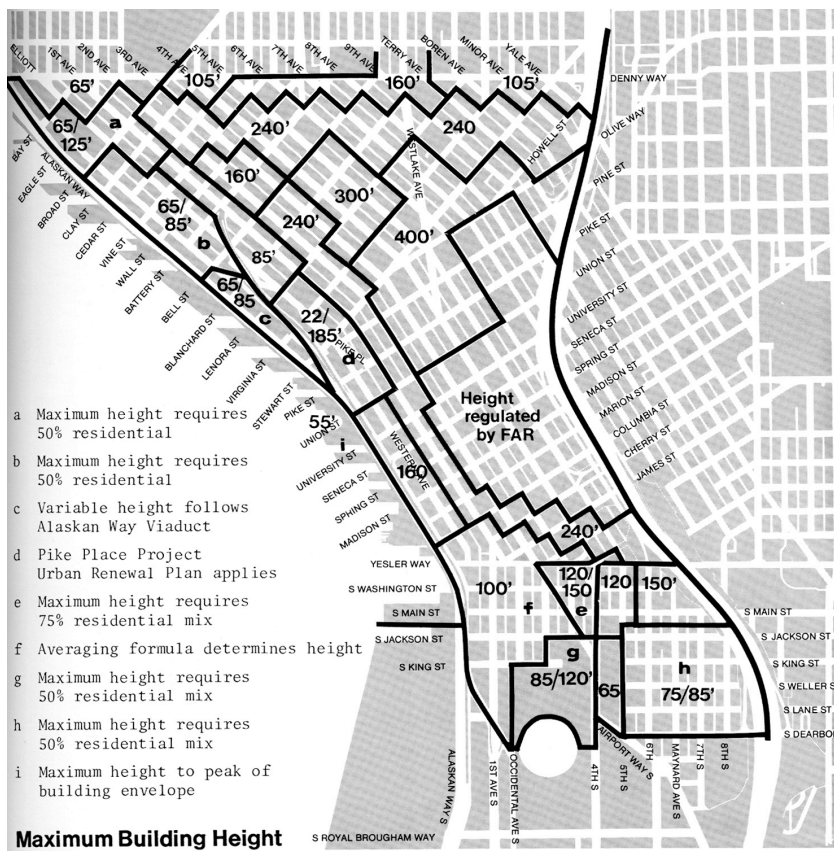 ELLIOTT
1ST AVE
2ND AVE
3RD AVE
4TH AVE
5TH AVE
6TH AVE
7TH AVE
8TH AVE
9TH AVE
TERRY AVE
BOREN AVE
MINOR AVE
YALE AVE
65'
105'
160'
105'
DENNY WAY
65/
125'
a
240'
240
OLIVE WAY
HOWELL ST
WESTLAKE AVE
BAY ST
ALASKAN WAY
EAGLE ST
BROAD ST
CLAY ST
CEDAR ST
VINE ST
WALL ST
BATTERY ST
BELL ST
BLANCHARD ST
LENORA ST
VIRGINIA ST
STEWART ST
PIKE ST
UNION ST
UNIVERSITY ST
SENECA ST
SPRING ST
MADISON ST
160'
300'
65/
85'
b
240'
400'
85'
65/
85
c
22/
185'
PIKE PL
d
PINE ST
PIKE ST
UNION ST
UNIVERSITY ST
SENECA ST
SPRING ST
MADISON ST
MARION ST
COLUMBIA ST
CHERRY ST
JAMES ST
Height
regulated
by FAR
55'
i
WESTERN AVE
160
240'
YESLER WAY
S WASHINGTON ST
S MAIN ST
S JACKSON ST
S KING ST
100'
f
120/
150
e
120
150'
S MAIN ST
S JACKSON ST
S KING ST
S WELLER S
S LANE ST
S DEARBO
g
85/120'
65
h
75/85'
AIRPORT WAY S
ALASKAN WAY S
1ST AVE S
OCCIDENTAL AVE S
4TH S
5TH S
6TH
MAYNARD AVE S
7TH S
8TH S
S ROYAL BROUGHAM WAY
a Maximum height requires
50% residential
b Maximum height requires
50% residential
c Variable height follows
Alaskan Way Viaduct
d Pike Place Project
Urban Renewal Plan applies
e Maximum height requires
75% residential mix
f Averaging formula determines height
g Maximum height requires
50% residential mix
h Maximum height requires
50% residential mix
i Maximum height to peak of
building envelope
Maximum Building Height